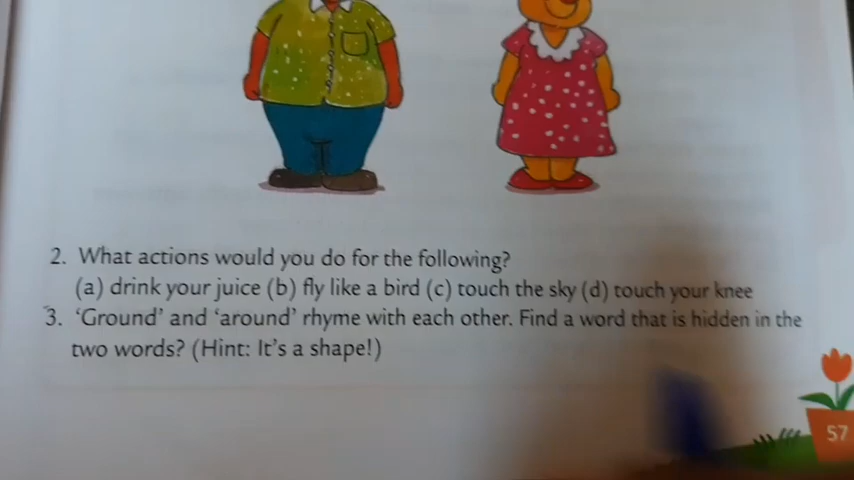 2. What actions would you do for the following?
(a) drink your juice (b) fly like a bird (c) touch the sky (d) touch your knee
3. ‘Ground’ and ‘around’ rhyme with each other. Find a word that is hidden in the
two words? (Hint: It's a shape!)
57